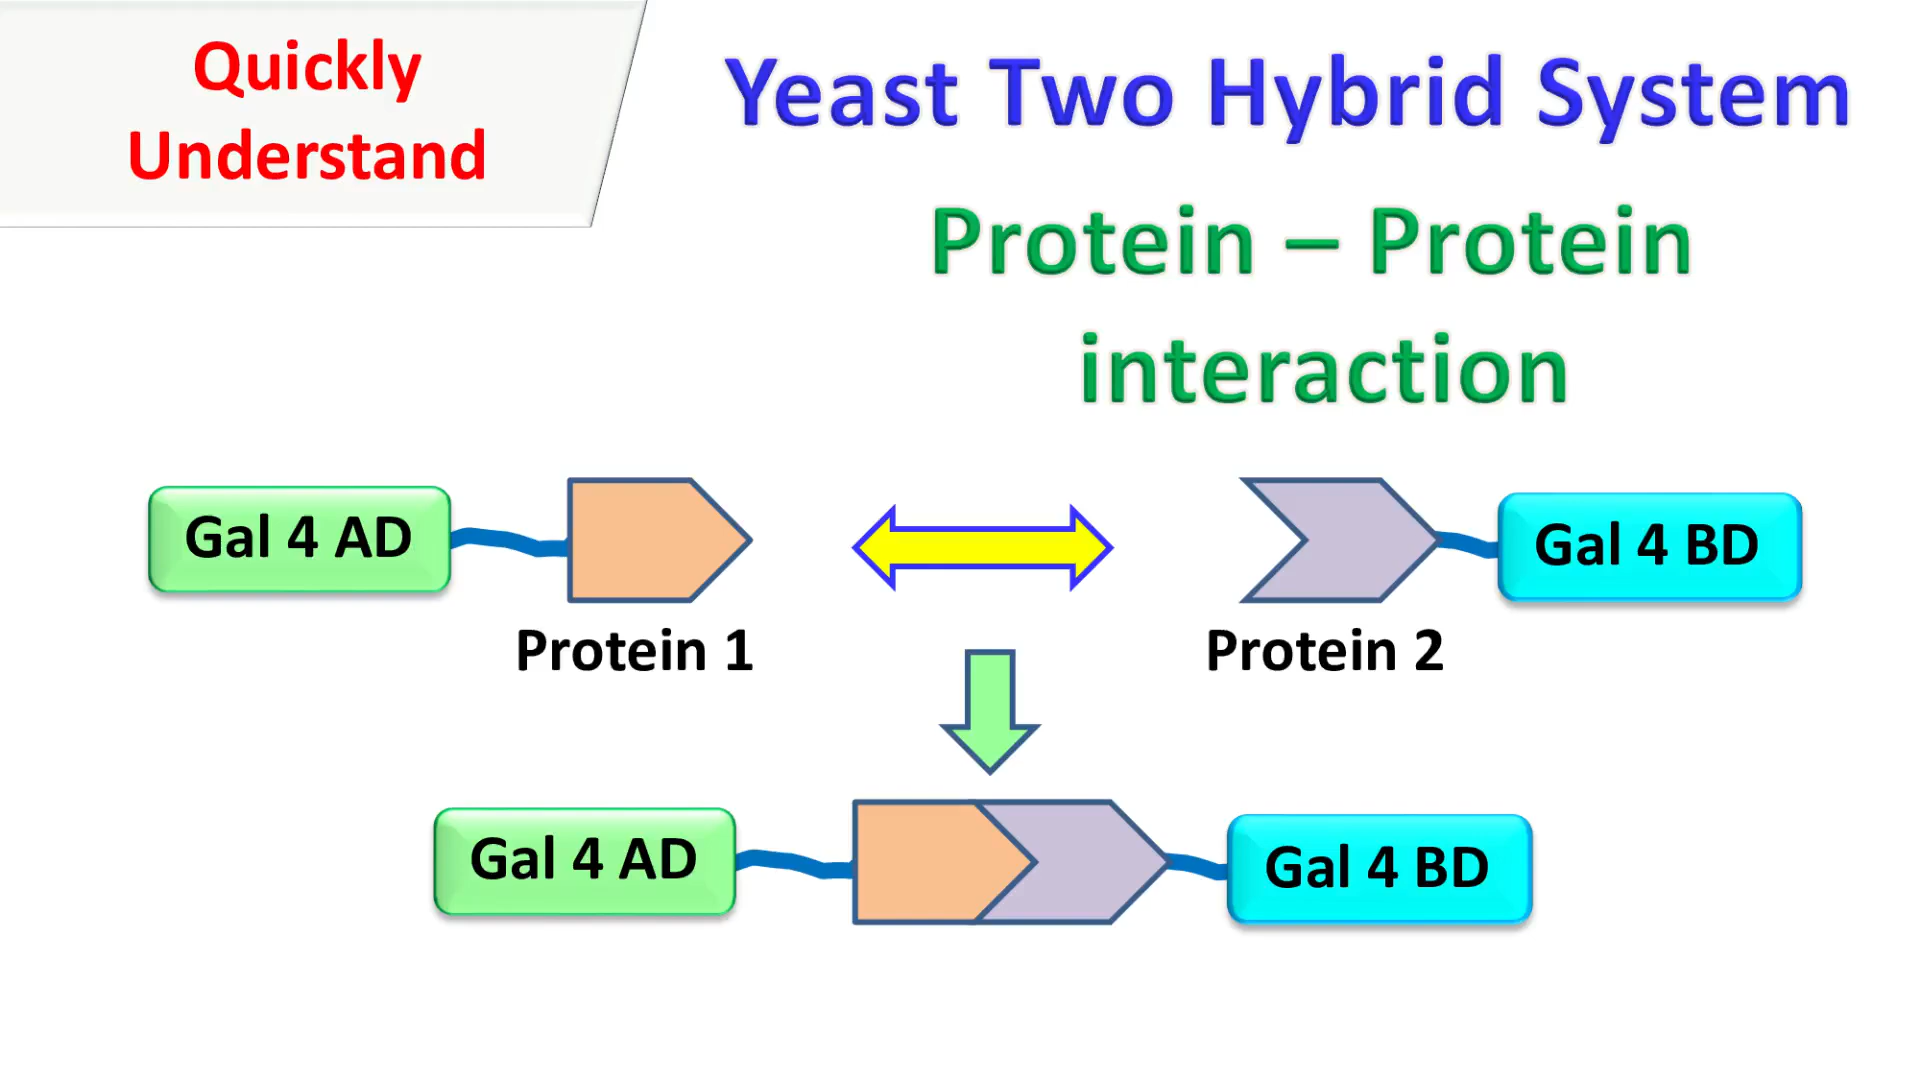 Quickly
Understand
Yeast Two Hybrid System
Protein – Protein
interaction
Gal 4 AD
Gal 4 BD
Protein 1
Protein 2
Gal 4 AD
Gal 4 BD